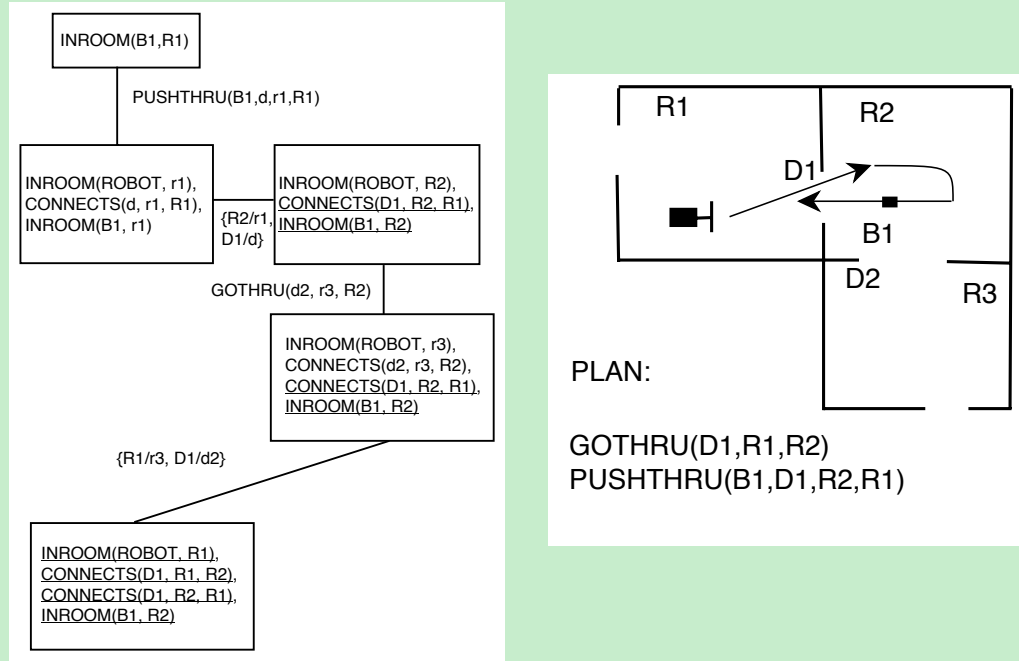 INROOM(B1,R1)
PUSHTHRU(B1,d,r1,R1)
INROOM(ROBOT, r1),
CONNECTS(d, r1, R1),
INROOM(B1, r1)
{R2/r1,
D1/d}
INROOM(ROBOT, R2),
CONNECTS(D1, R2, R1),
INROOM(B1, R2)
GOTHRU(d2, r3, R2)
INROOM(ROBOT, r3),
CONNECTS(d2, r3, R2),
CONNECTS(D1, R2, R1),
INROOM(B1, R2)
{R1/r3, D1/d2}
INROOM(ROBOT, R1),
CONNECTS(D1, R1, R2),
CONNECTS(D1, R2, R1),
INROOM(B1, R2)
R1
R2
D1
B1
D2
R3
PLAN:
GOTHRU(D1,R1,R2)
PUSHTHRU(B1,D1,R2,R1)